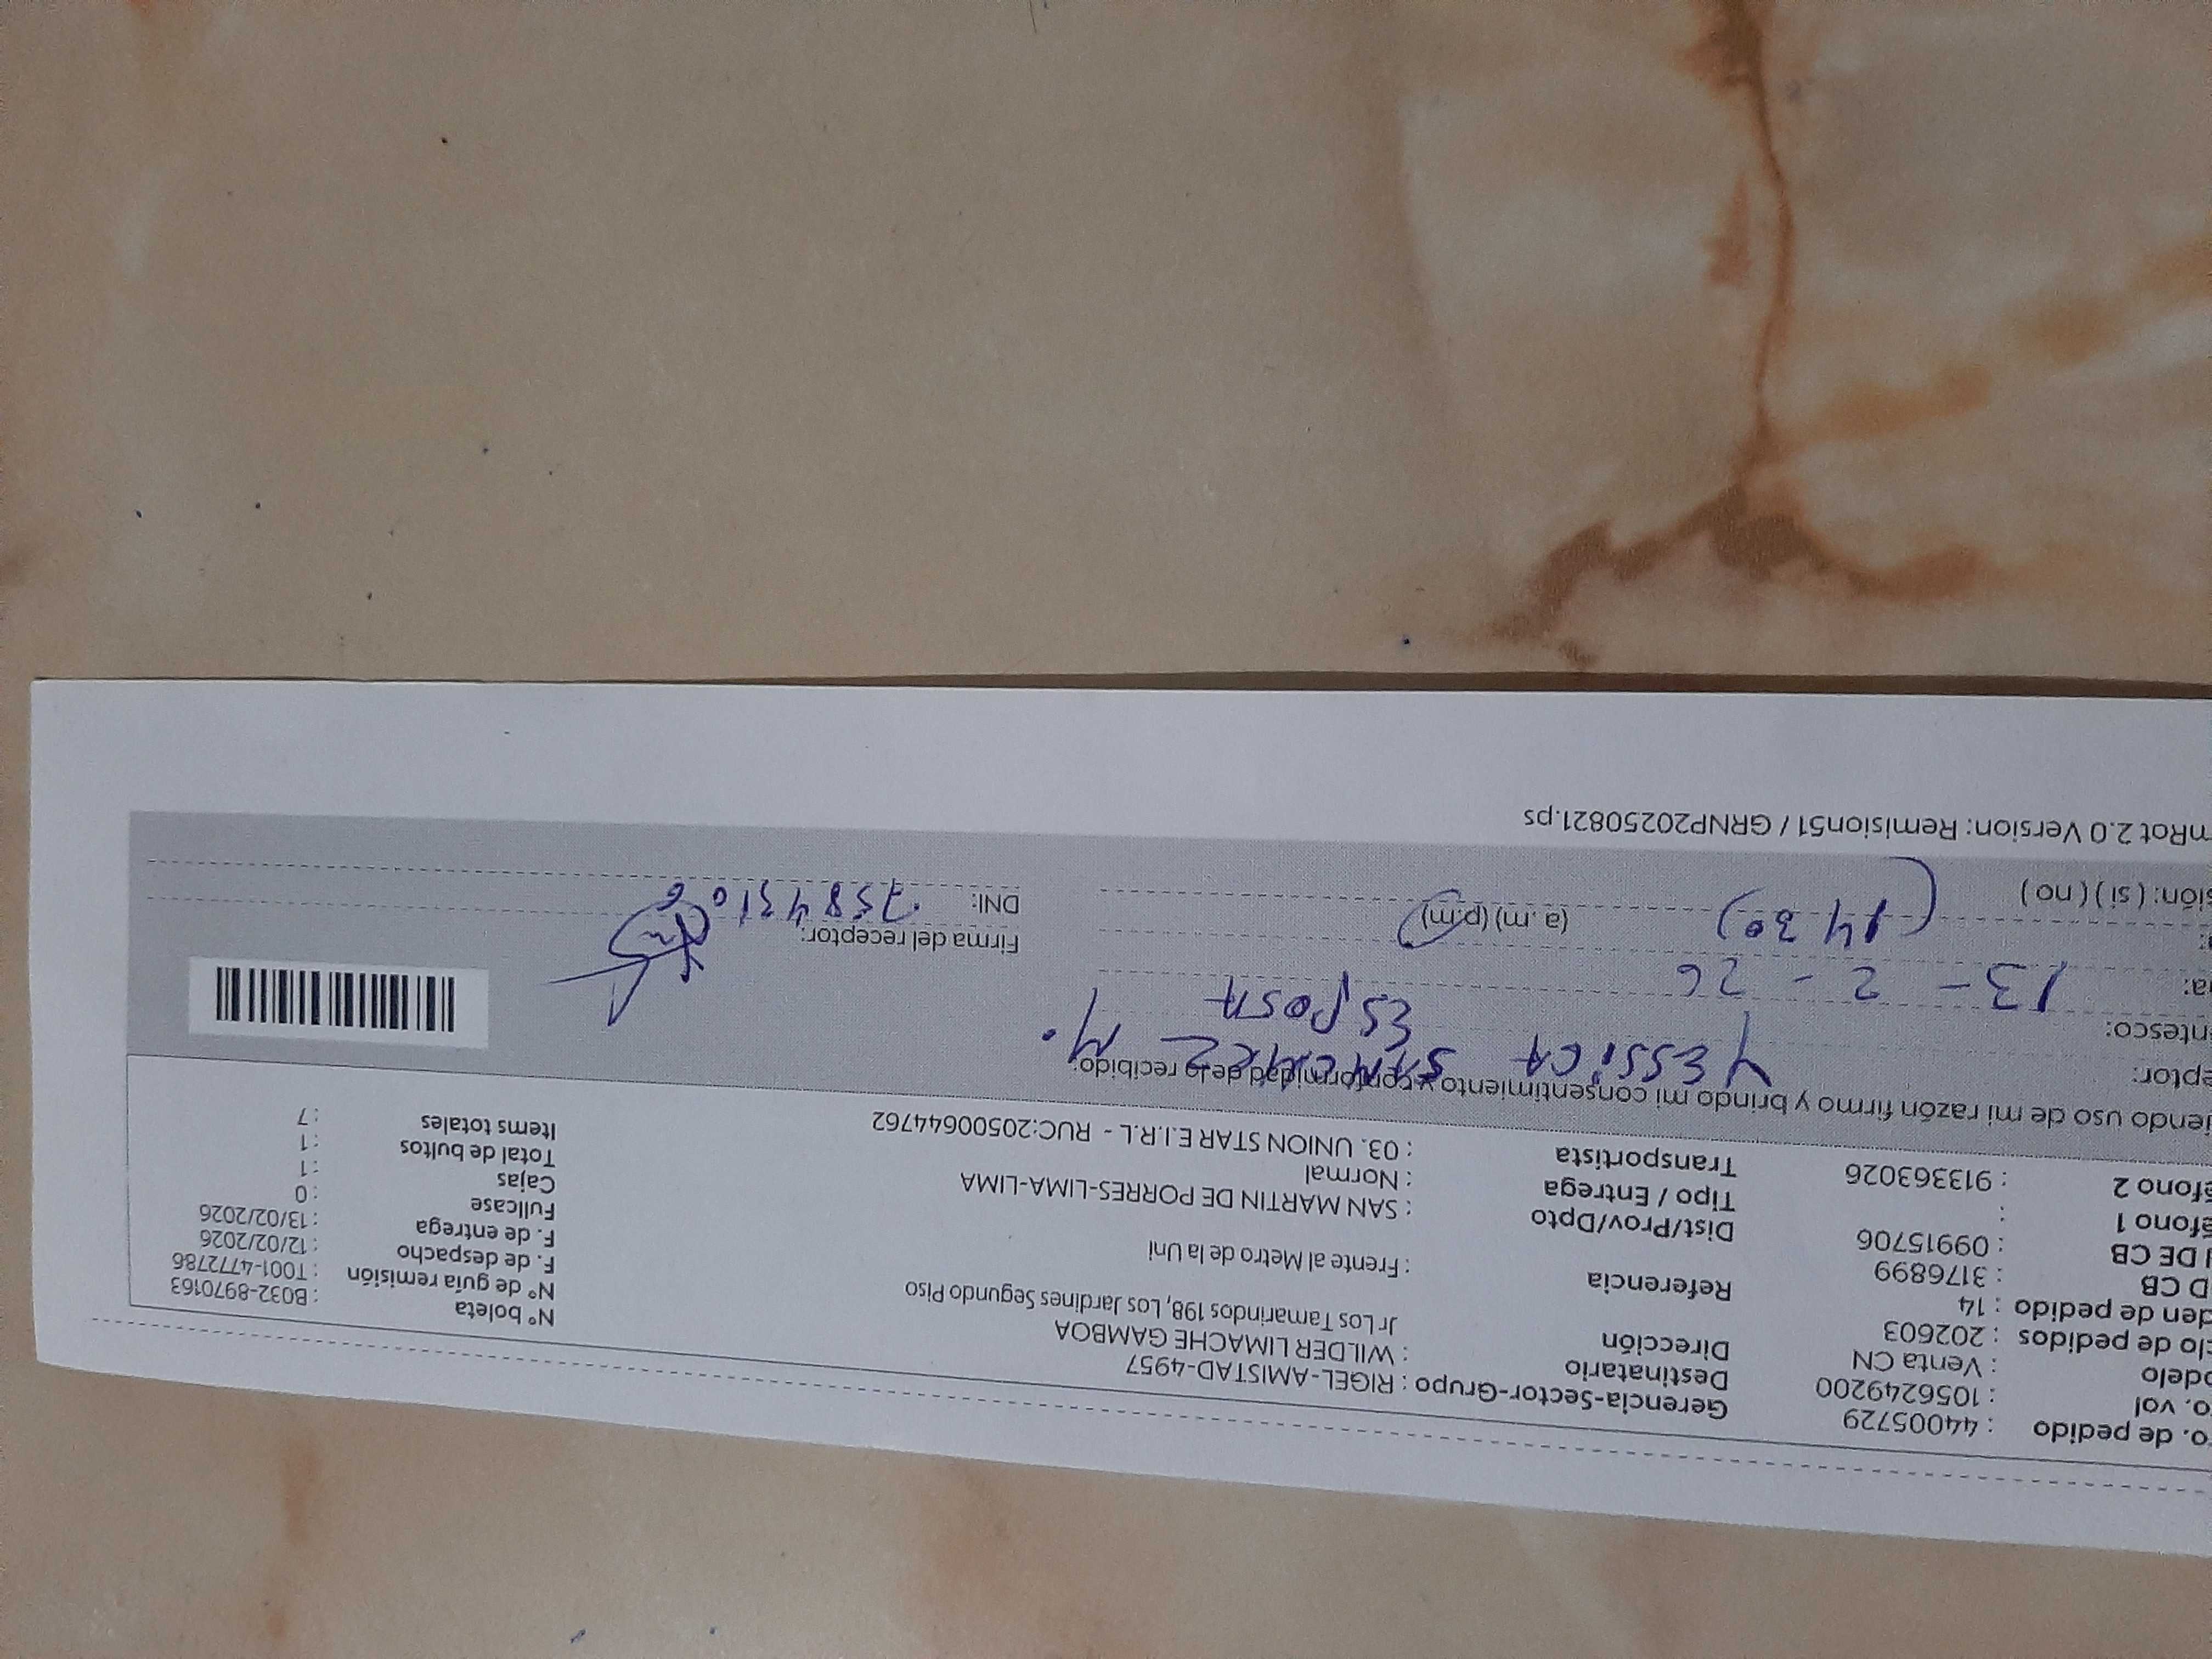 o. de pedido : 44005729
o. vol : 1056249200
odelo : Venta CN
clo de pedidos : 202603
den de pedido : 14
D CB : 3176899
I DE CB : 09915706
éfono 1 :
éfono 2 : 913363026
Gerencia-Sector-Grupo : RIGEL-AMISTAD-4957
Destinatario : WILDER LIMACHE GAMBOA
Dirección Jr Los Tamarindos 198, Los Jardines Segundo Piso
Referencia : Frente al Metro de la Uni
Dist/Prov/Dpto : SAN MARTIN DE PORRES-LIMA-LIMA
Tipo / Entrega : Normal
Transportista : 03. UNION STAR E.I.R.L - RUC:20500644762
N° boleta : B032-8970163
N° de guía remisión : T001-4772786
F. de despacho : 12/02/2026
F. de entrega : 13/02/2026
Fullcase : 0
Cajas : 1
Total de bultos : 1
Items totales : 7
iendo uso de mi razón firmo y brindo mi consentimiento y conformidad de lo recibido.
eptor: YESSICA SANCHEZ M.
entesco: ESPOSA
a: 13 - 2 - 26
(14 30) (a. m) (p.m)
sión: ( si ) ( no )
Firma del receptor:
DNI:
mRot 2.0 Version: Remision51 / GRNP20250821.ps